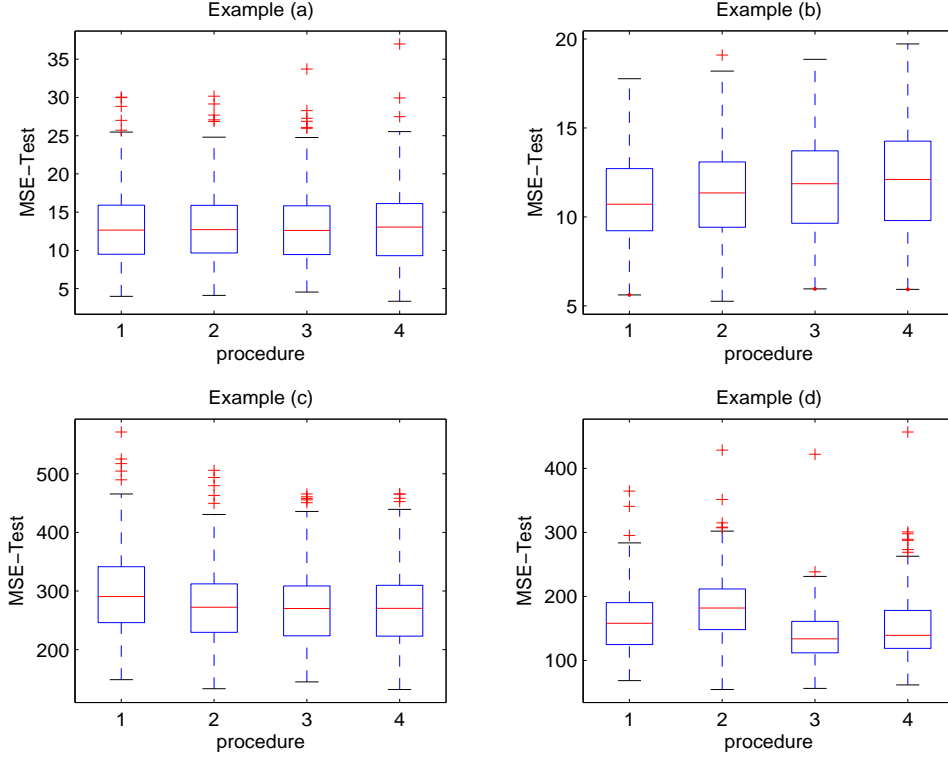 Example (a)
MSE-Test
35
30
25
20
15
10
5
1 2 3 4
procedure
Example (b)
MSE-Test
20
15
10
5
1 2 3 4
procedure
Example (c)
MSE-Test
500
400
300
200
1 2 3 4
procedure
Example (d)
MSE-Test
400
300
200
100
1 2 3 4
procedure